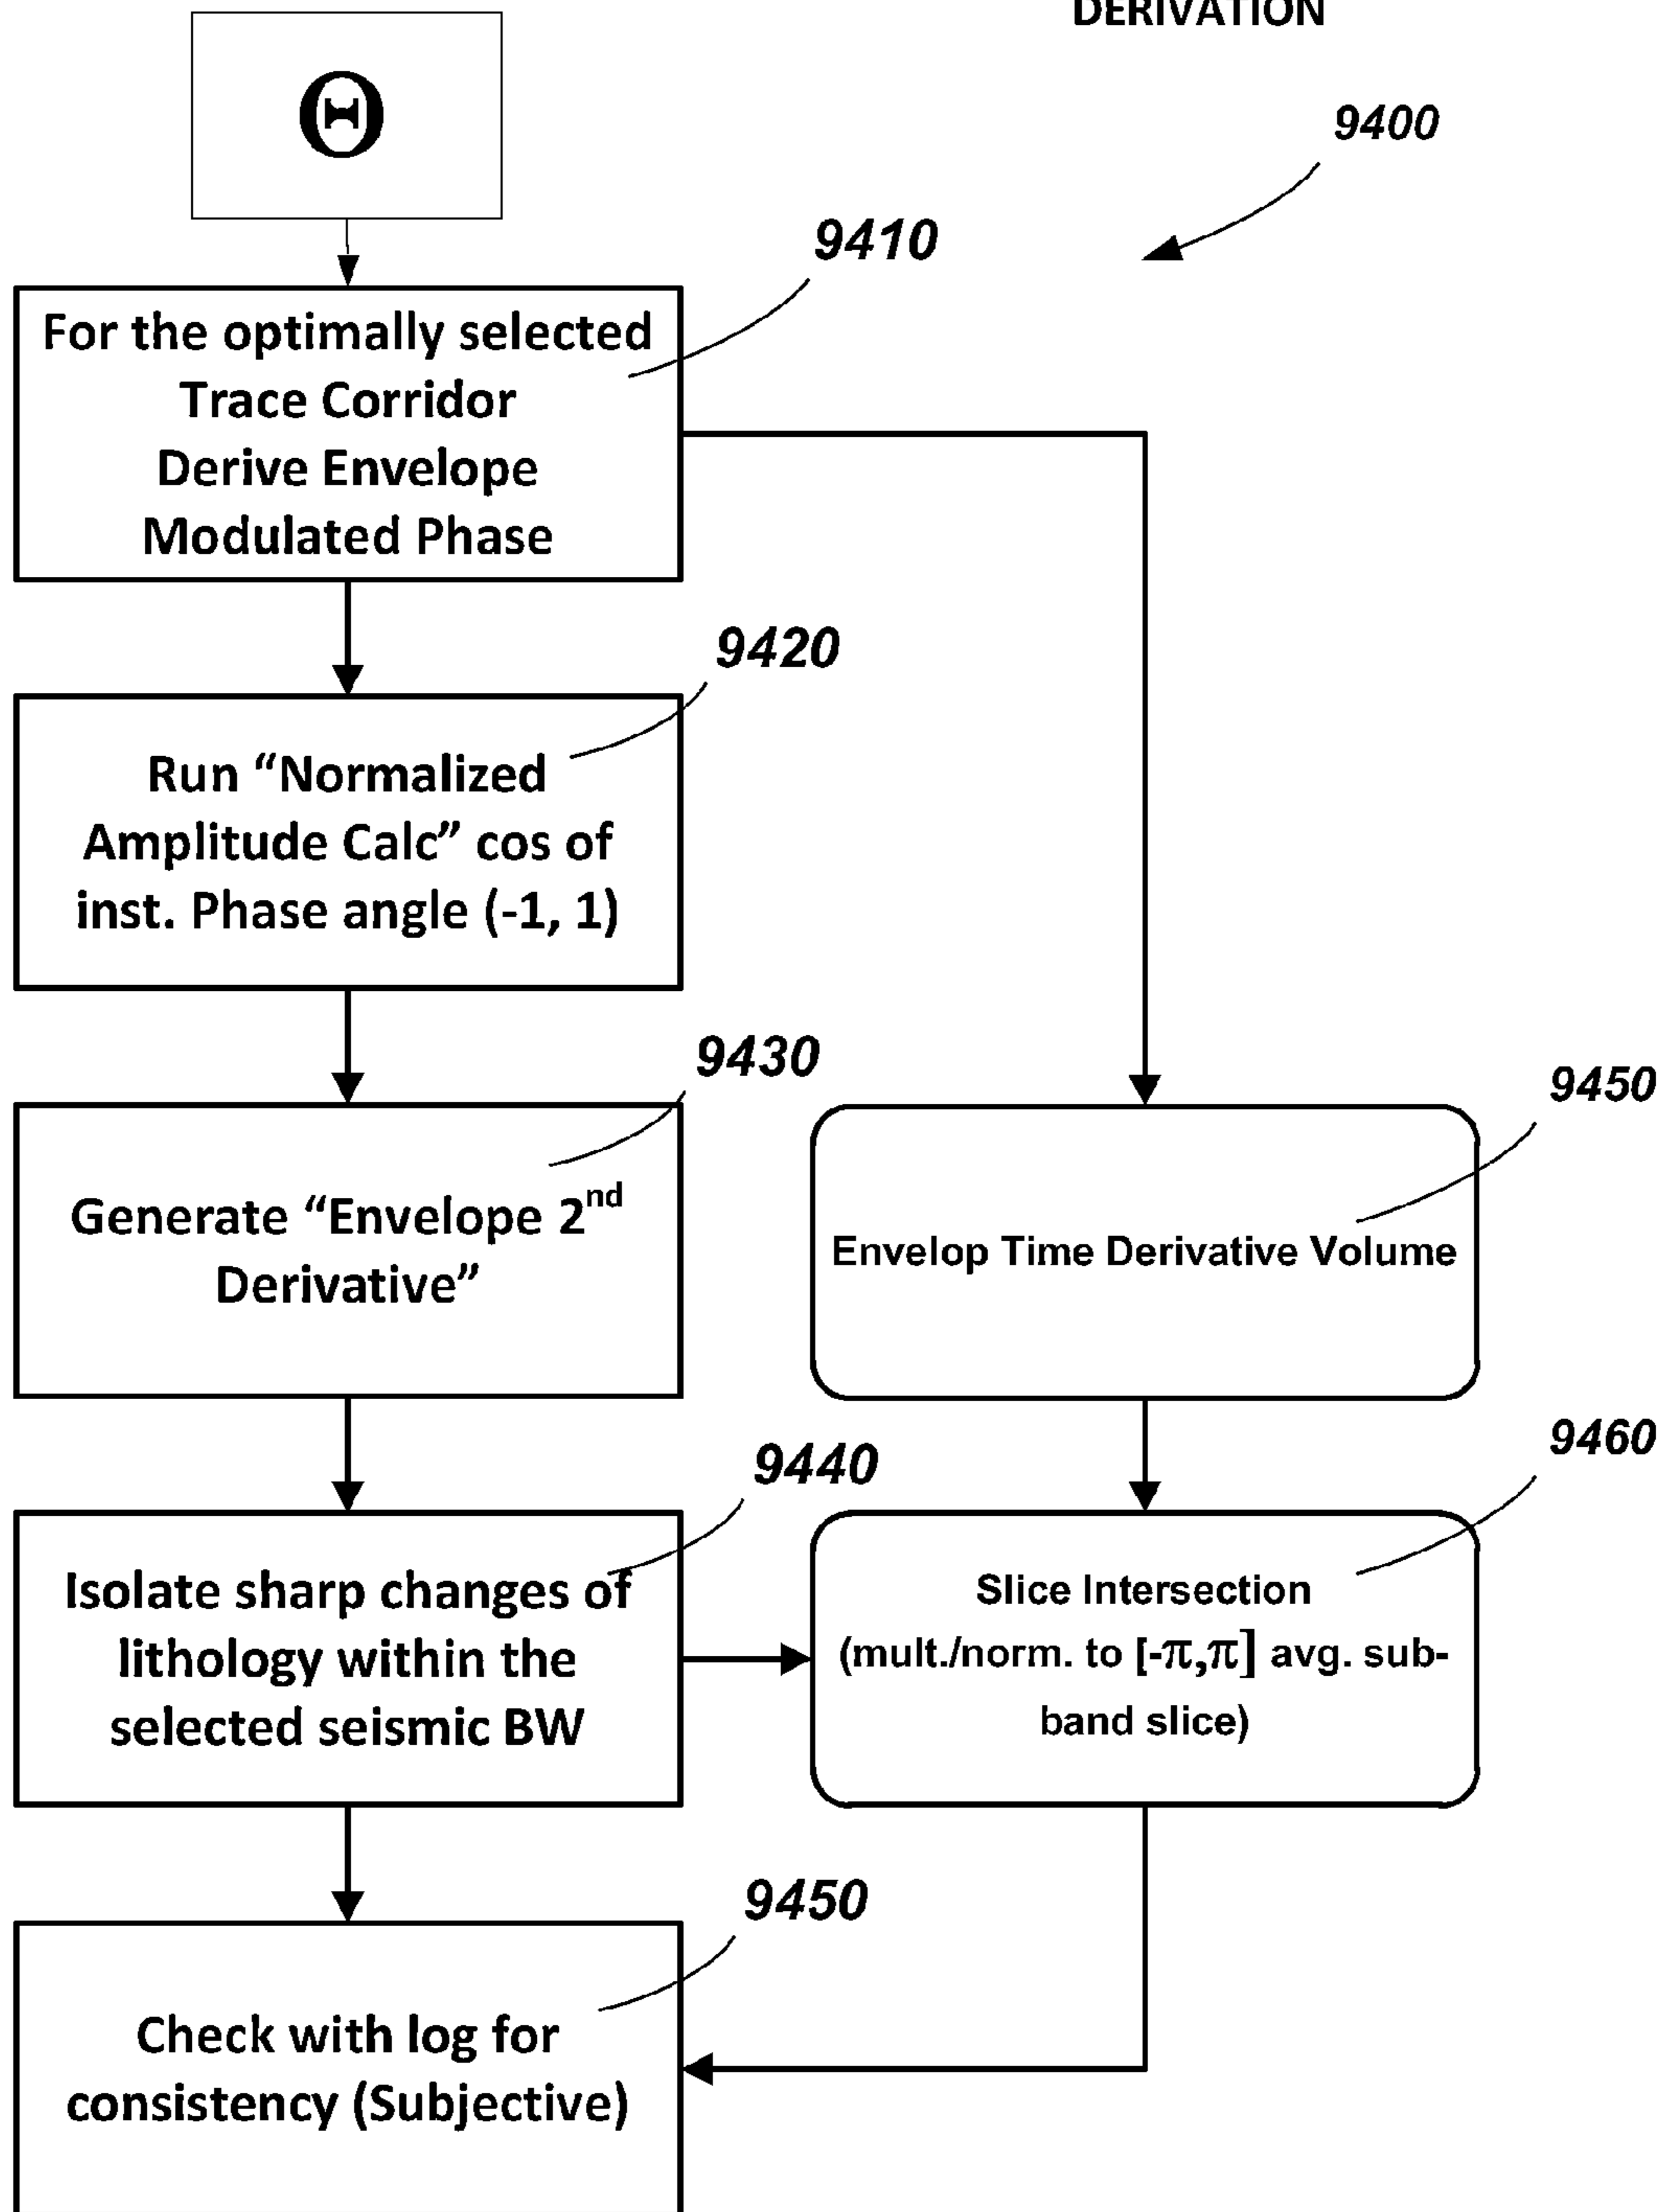 DERIVATION
Θ
9400
9410
For the optimally selected
Trace Corridor
Derive Envelope
Modulated Phase
9420
Run “Normalized
Amplitude Calc” cos of
inst. Phase angle (-1, 1)
9430
Generate “Envelope 2nd
Derivative”
9450
Envelop Time Derivative Volume
9440
Isolate sharp changes of
lithology within the
selected seismic BW
9460
Slice Intersection
(mult./norm. to [-π,π] avg. sub-
band slice)
9450
Check with log for
consistency (Subjective)